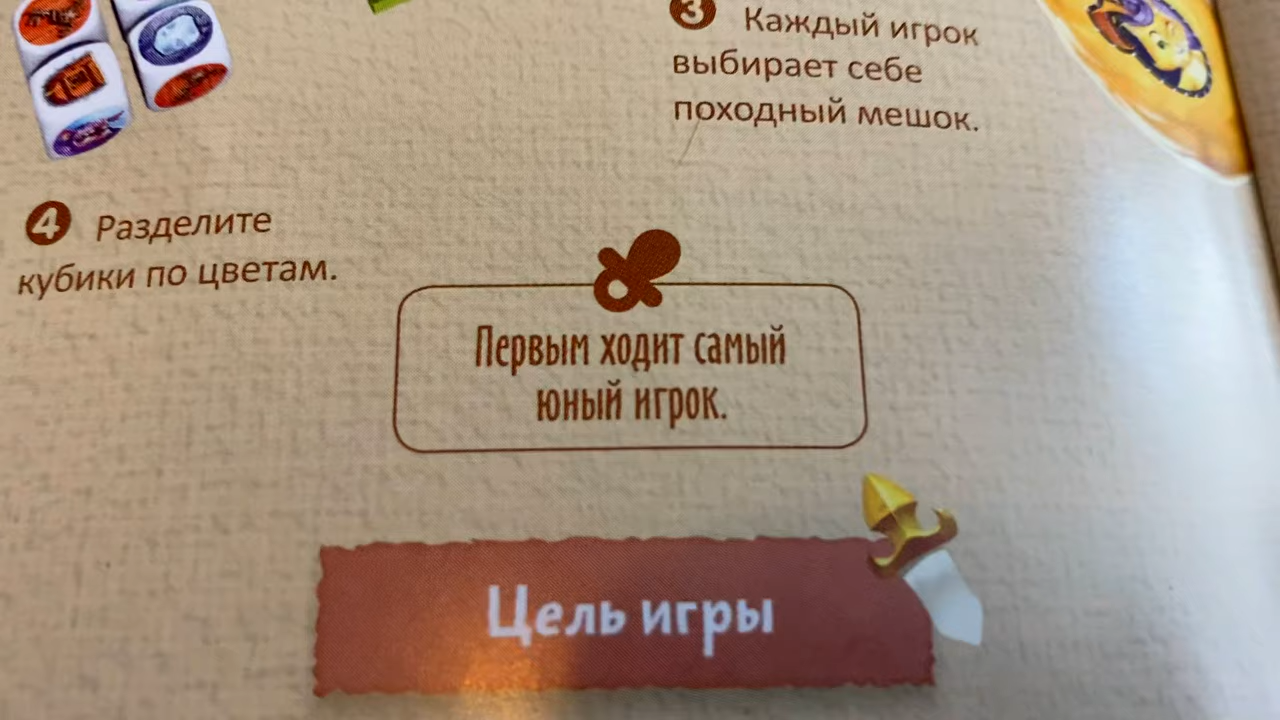 3 Каждый игрок
выбирает себе
походный мешок.
4 Разделите
кубики по цветам.
Первым ходит самый
юный игрок.
Цель игры